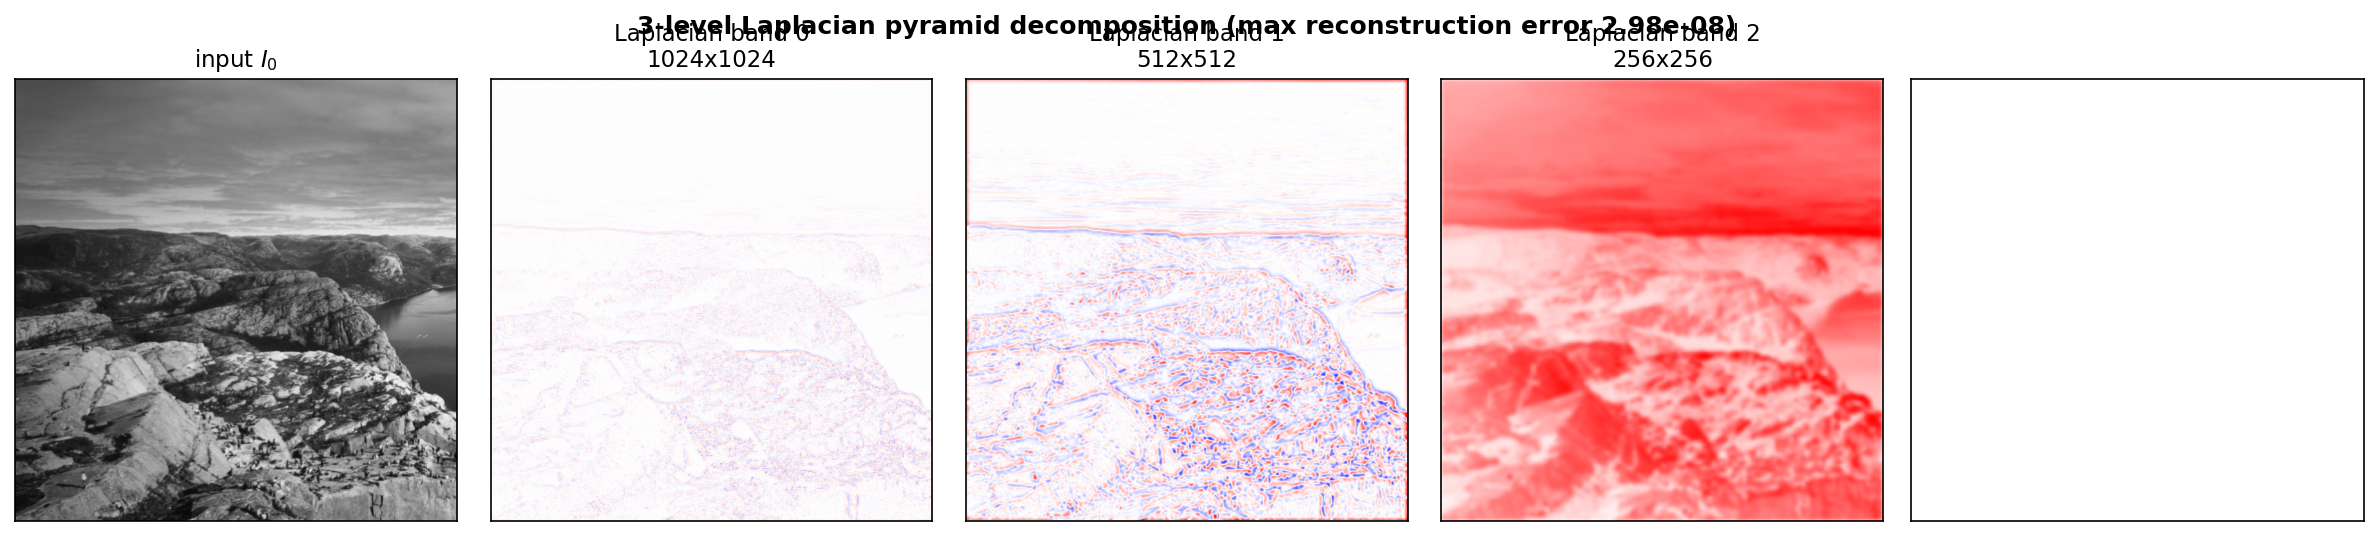 3-level Laplacian pyramid decomposition (max reconstruction error 2.98e-08)
input I₀
Laplacian band 0
1024x1024
Laplacian band 1
512x512
Laplacian band 2
256x256